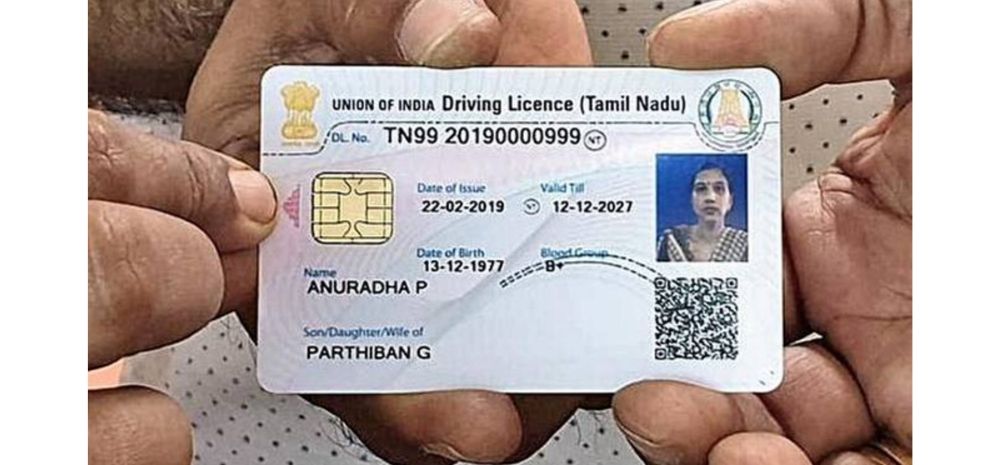 UNION OF INDIA Driving Licence (Tamil Nadu)
DL. No. TN99 20190000999 NT
Date of Issue Valid Till
22-02-2019 NT 12-12-2027
Date of Birth Blood Group
13-12-1977 B+
Name
ANURADHA P
Son/Daughter/Wife of
PARTHIBAN G